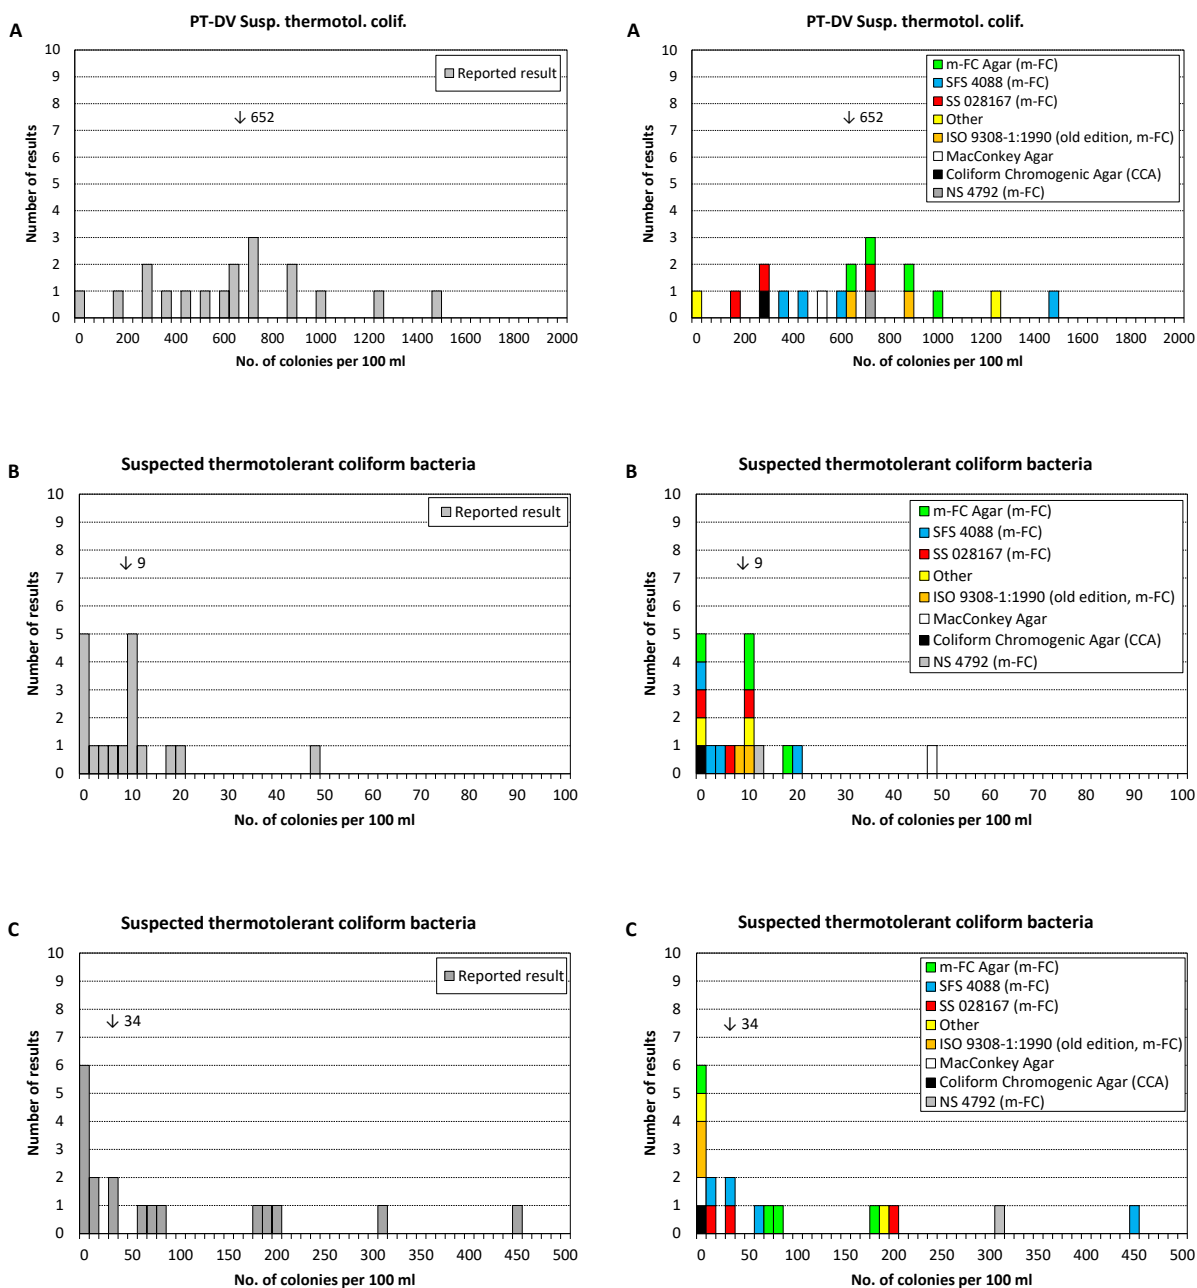 A
PT-DV Susp. thermotol. colif.
Number of results
10
9
8
7
6
5
4
3
2
1
0
Reported result
↓ 652
0 200 400 600 800 1000 1200 1400 1600 1800 2000
No. of colonies per 100 ml
A
PT-DV Susp. thermotol. colif.
Number of results
10
9
8
7
6
5
4
3
2
1
0
m-FC Agar (m-FC)
SFS 4088 (m-FC)
SS 028167 (m-FC)
Other
ISO 9308-1:1990 (old edition, m-FC)
MacConkey Agar
Coliform Chromogenic Agar (CCA)
NS 4792 (m-FC)
↓ 652
0 200 400 600 800 1000 1200 1400 1600 1800 2000
No. of colonies per 100 ml
B
Suspected thermotolerant coliform bacteria
Number of results
10
9
8
7
6
5
4
3
2
1
0
Reported result
↓ 9
0 10 20 30 40 50 60 70 80 90 100
No. of colonies per 100 ml
B
Suspected thermotolerant coliform bacteria
Number of results
10
9
8
7
6
5
4
3
2
1
0
m-FC Agar (m-FC)
SFS 4088 (m-FC)
SS 028167 (m-FC)
Other
ISO 9308-1:1990 (old edition, m-FC)
MacConkey Agar
Coliform Chromogenic Agar (CCA)
NS 4792 (m-FC)
↓ 9
0 10 20 30 40 50 60 70 80 90 100
No. of colonies per 100 ml
C
Suspected thermotolerant coliform bacteria
Number of results
10
9
8
7
6
5
4
3
2
1
0
Reported result
↓ 34
0 50 100 150 200 250 300 350 400 450 500
No. of colonies per 100 ml
C
Suspected thermotolerant coliform bacteria
Number of results
10
9
8
7
6
5
4
3
2
1
0
m-FC Agar (m-FC)
SFS 4088 (m-FC)
SS 028167 (m-FC)
Other
ISO 9308-1:1990 (old edition, m-FC)
MacConkey Agar
Coliform Chromogenic Agar (CCA)
NS 4792 (m-FC)
↓ 34
0 50 100 150 200 250 300 350 400 450 500
No. of colonies per 100 ml